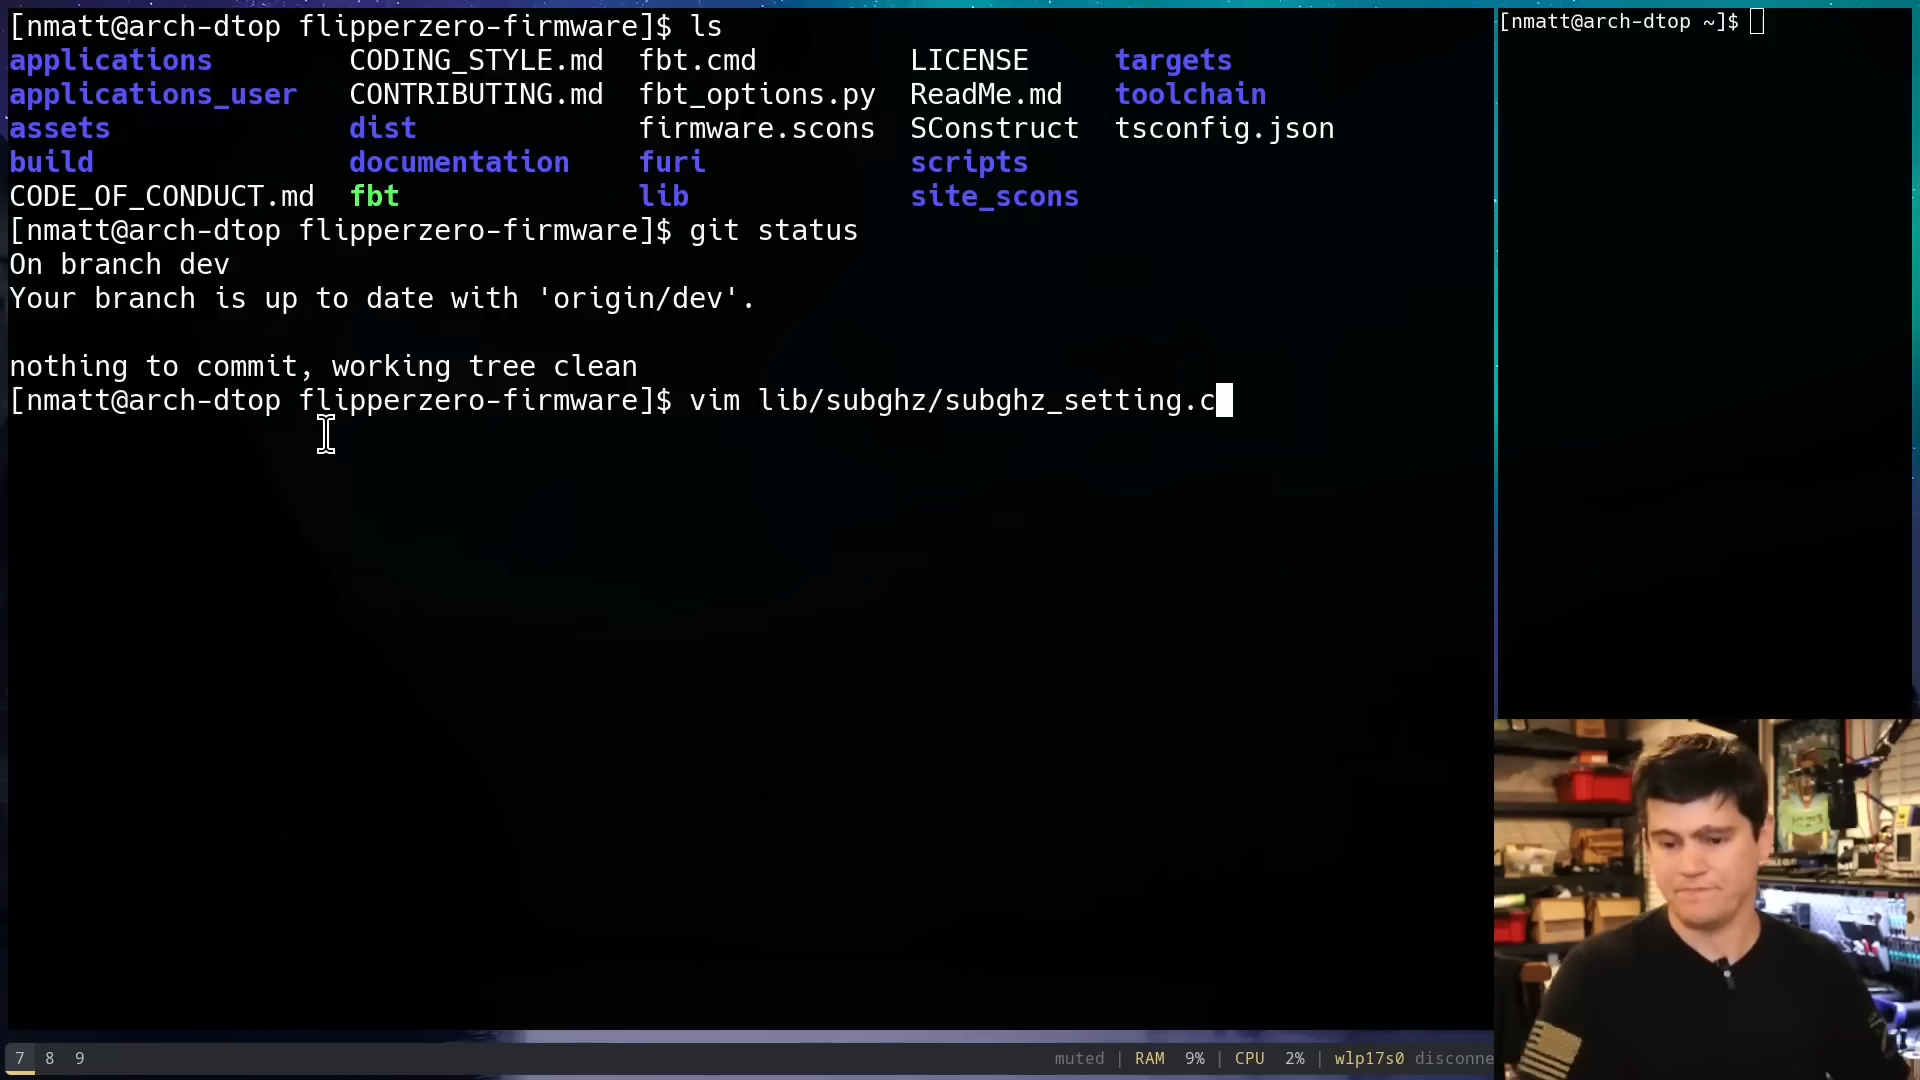 [nmatt@arch-dtop flipperzero-firmware]$ ls
applications CODING_STYLE.md fbt.cmd LICENSE targets
applications_user CONTRIBUTING.md fbt_options.py ReadMe.md toolchain
assets dist firmware.scons SConstruct tsconfig.json
build documentation furi scripts
CODE_OF_CONDUCT.md fbt lib site_scons
[nmatt@arch-dtop flipperzero-firmware]$ git status
On branch dev
Your branch is up to date with 'origin/dev'.
nothing to commit, working tree clean
[nmatt@arch-dtop flipperzero-firmware]$ vim lib/subghz/subghz_setting.c
[nmatt@arch-dtop ~]$
7 8 9
muted | RAM 9% | CPU 2% | wlp17s0 disconne